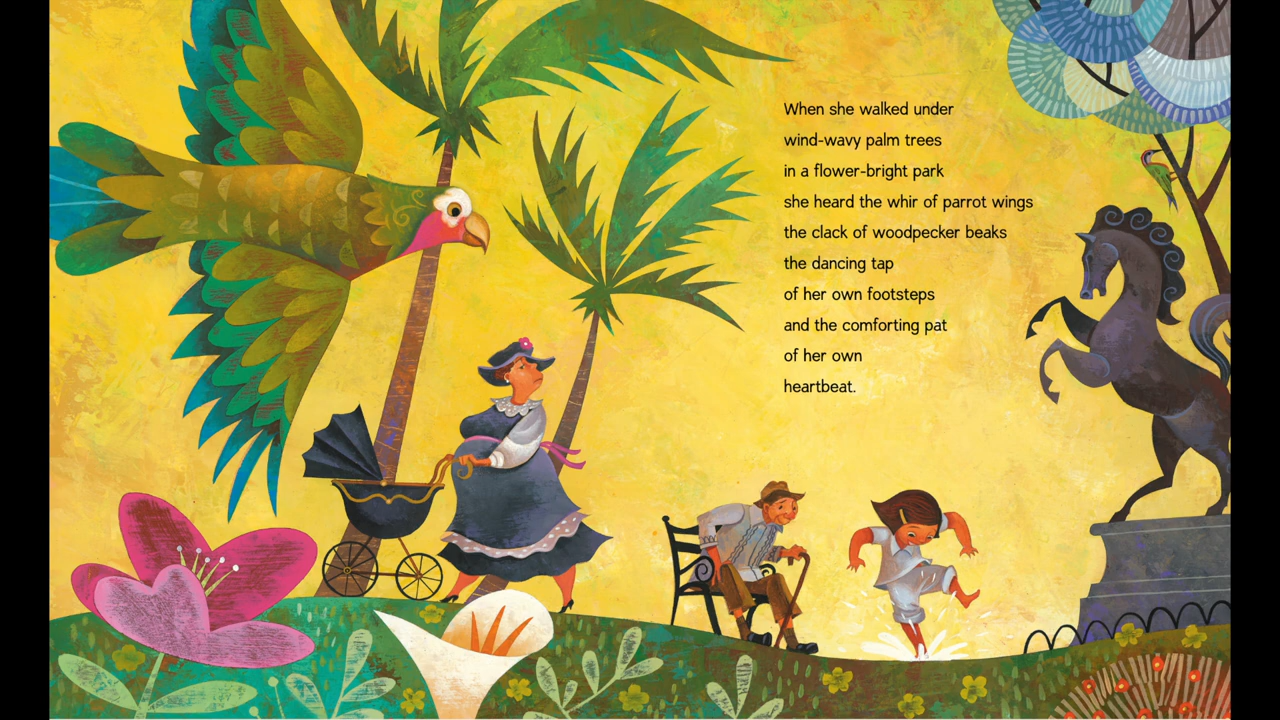 When she walked under
wind-wavy palm trees
in a flower-bright park
she heard the whir of parrot wings
the clack of woodpecker beaks
the dancing tap
of her own footsteps
and the comforting pat
of her own
heartbeat.